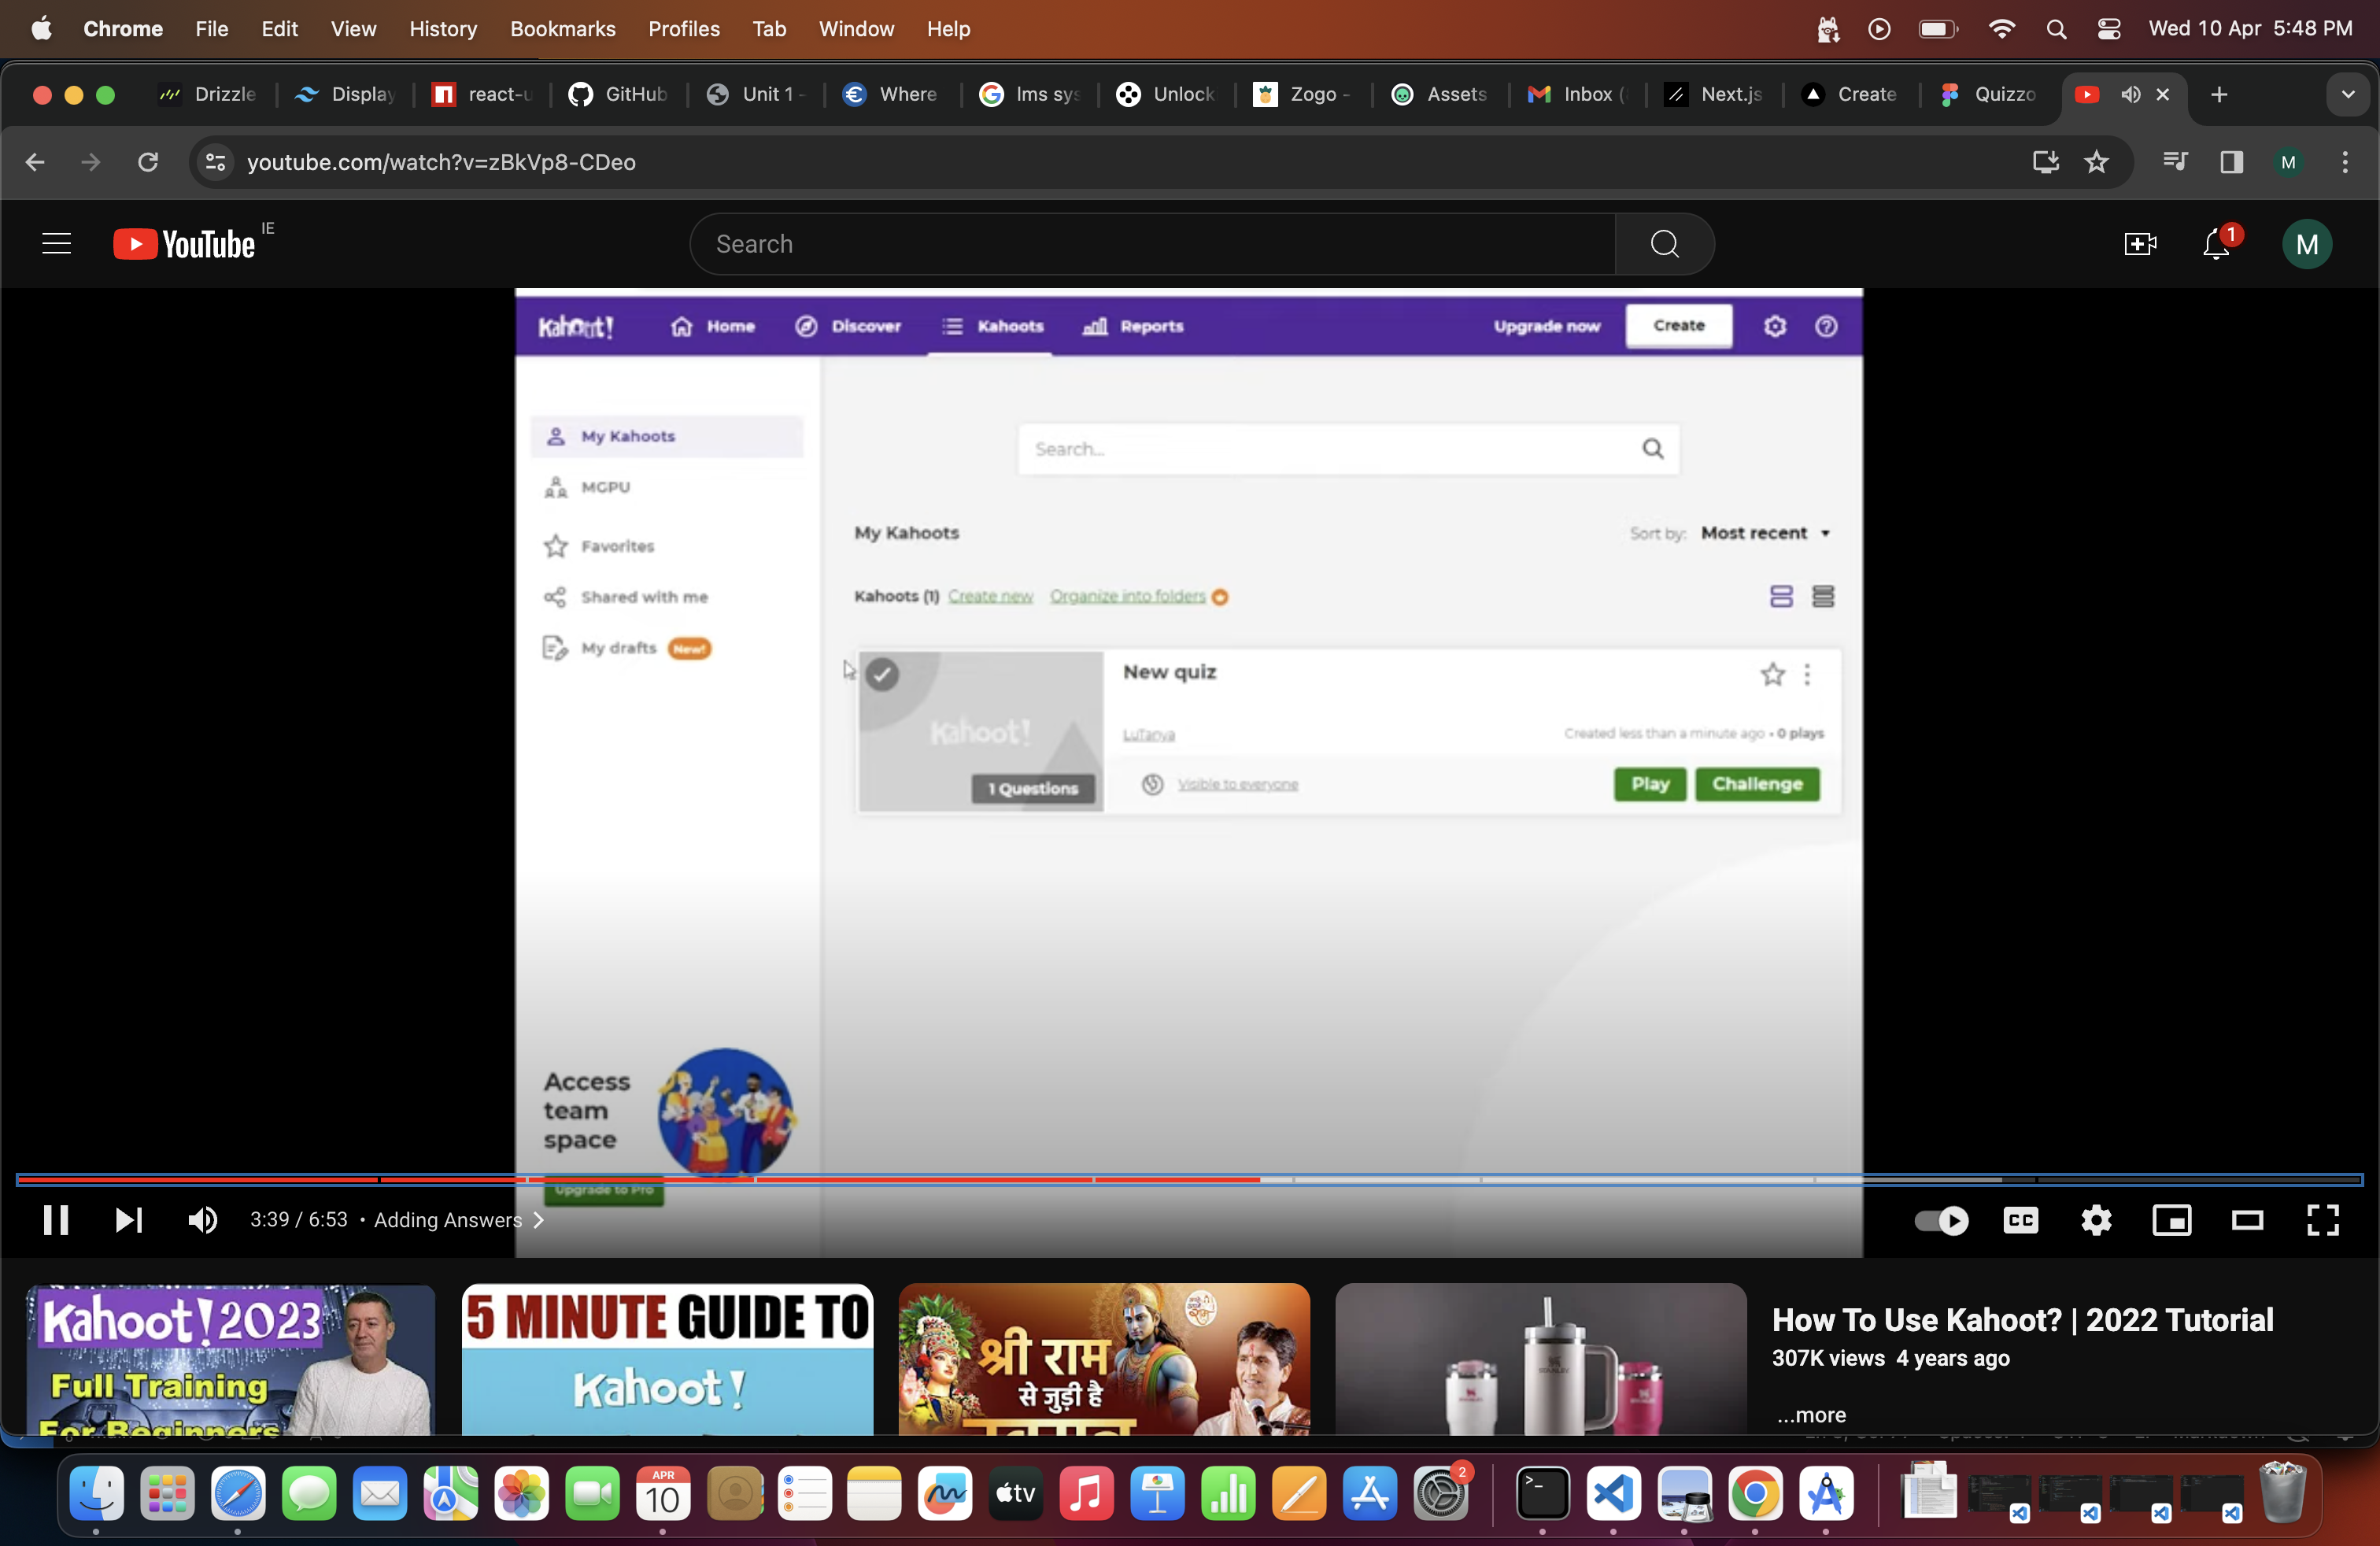 Chrome File Edit View History Bookmarks Profiles Tab Window Help Wed 10 Apr 5:48 PM
Drizzle Display react-u GitHub Unit 1 - Where lms sys Unlock Zogo - Assets Inbox ( Next.js Create Quizzo
youtube.com/watch?v=zBkVp8-CDeo M
YouTube IE Search 1 M
Kahoot! Home Discover Kahoots Reports Upgrade now Create
My Kahoots
Search...
MGPU
My Kahoots Sort by: Most recent
Favorites
Shared with me
Kahoots (1) Create new Organize into folders
My drafts New!
New quiz
Kahoot!
LuTanya Created less than a minute ago • 0 plays
1 Questions Visible to everyone Play Challenge
Access
team
space
Upgrade to Pro
3:39 / 6:53 • Adding Answers CC
Kahoot! 2023
Full Training
For Beginners
5 MINUTE GUIDE TO
Kahoot!
श्री राम
से जुड़ी है
STANLEY
How To Use Kahoot? | 2022 Tutorial
307K views 4 years ago
...more
APR
10
tv
2